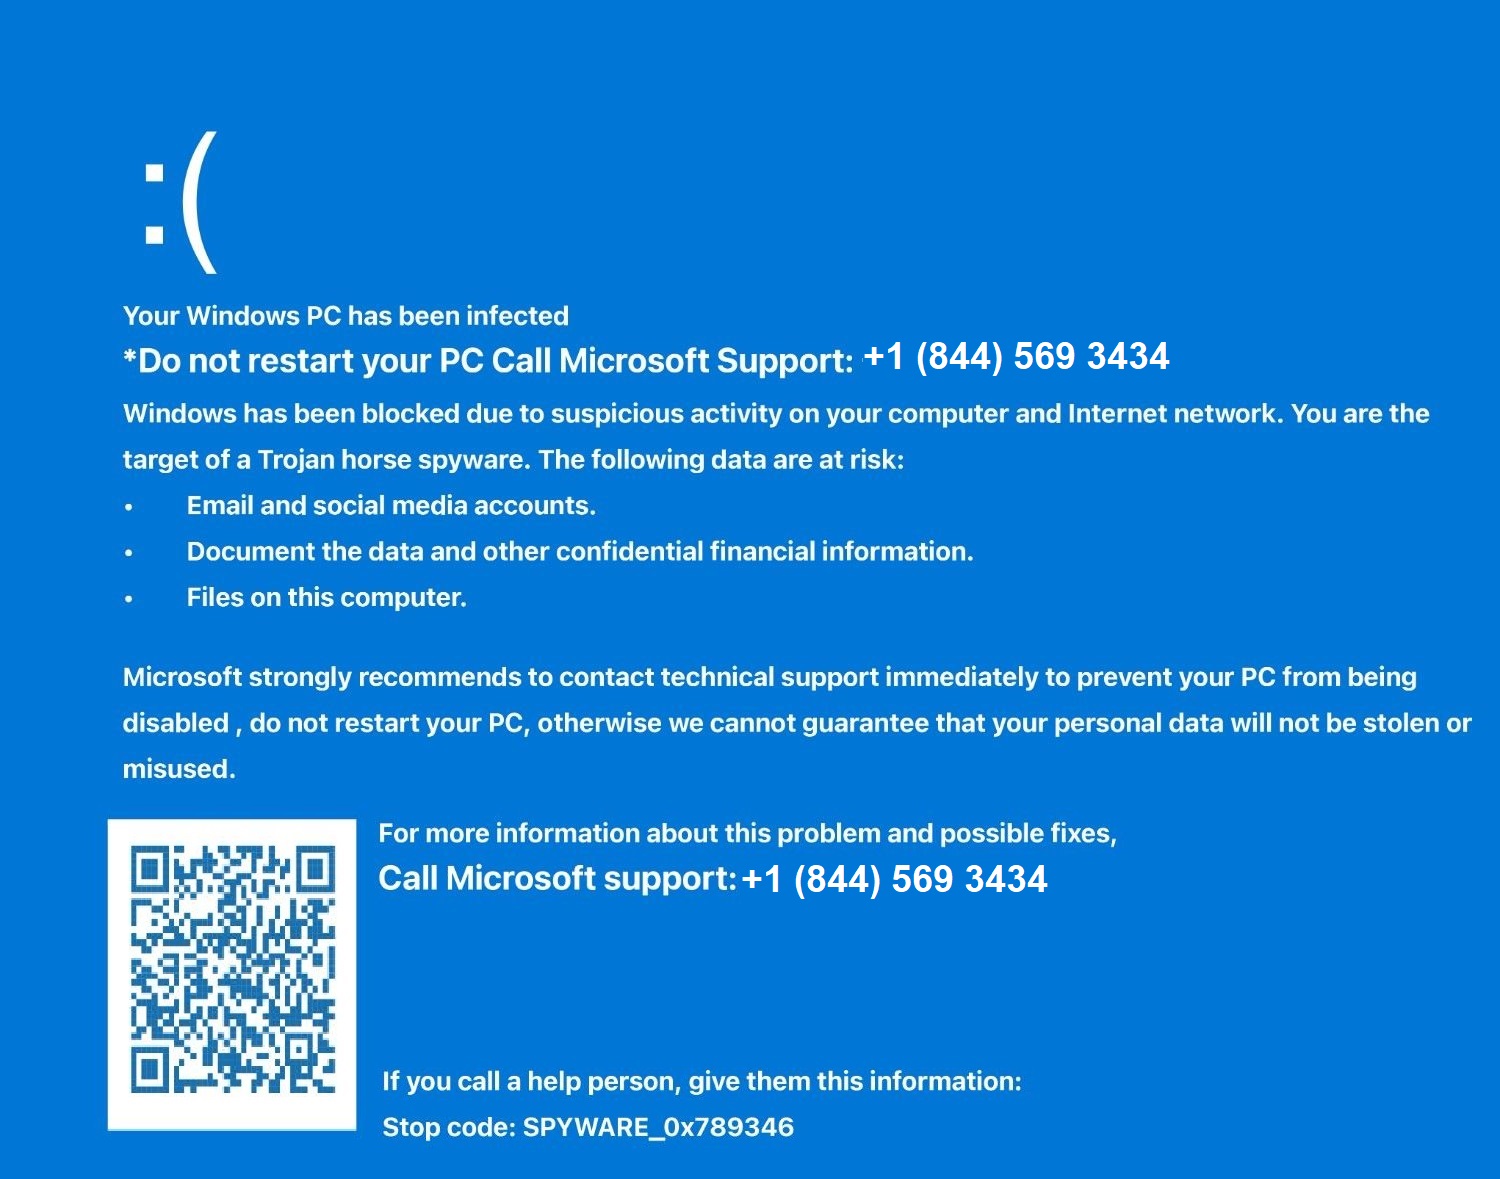 :(
Your Windows PC has been infected
*Do not restart your PC Call Microsoft Support: +1 (844) 569 3434
Windows has been blocked due to suspicious activity on your computer and Internet network. You are the
target of a Trojan horse spyware. The following data are at risk:
• Email and social media accounts.
• Document the data and other confidential financial information.
• Files on this computer.
Microsoft strongly recommends to contact technical support immediately to prevent your PC from being
disabled , do not restart your PC, otherwise we cannot guarantee that your personal data will not be stolen or
misused.
For more information about this problem and possible fixes,
Call Microsoft support: +1 (844) 569 3434
If you call a help person, give them this information:
Stop code: SPYWARE_0x789346